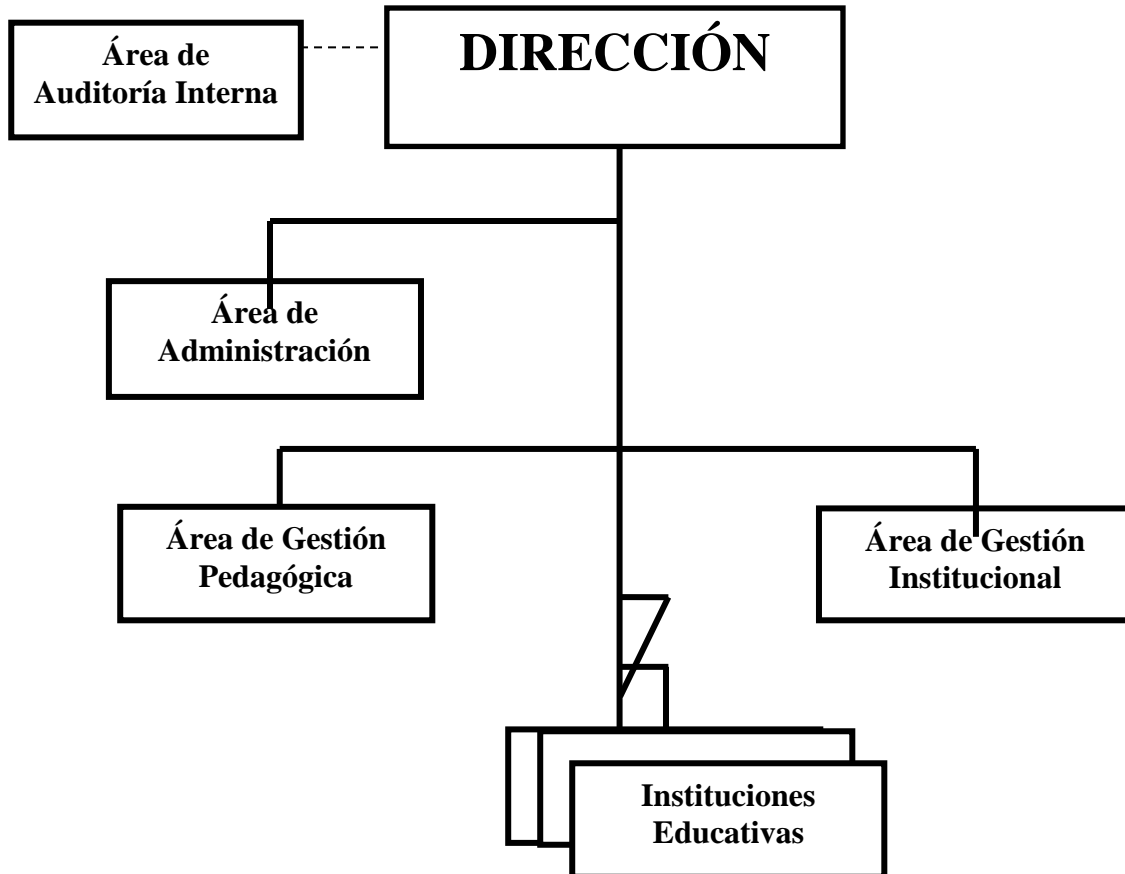 Área de
Auditoría Interna
DIRECCIÓN
Área de
Administración
Área de Gestión
Pedagógica
Área de Gestión
Institucional
Instituciones
Educativas